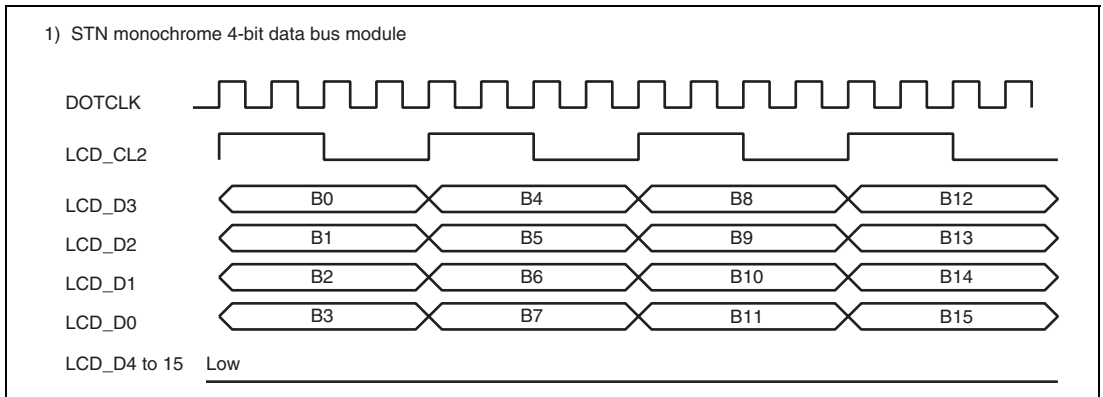 1) STN monochrome 4-bit data bus module
DOTCLK
LCD_CL2
LCD_D3 B0 B4 B8 B12
LCD_D2 B1 B5 B9 B13
LCD_D1 B2 B6 B10 B14
LCD_D0 B3 B7 B11 B15
LCD_D4 to 15 Low